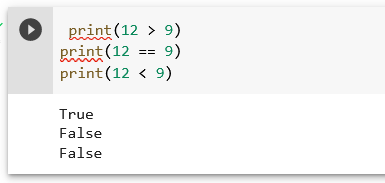 print(12 > 9)
print(12 == 9)
print(12 < 9)
True
False
False